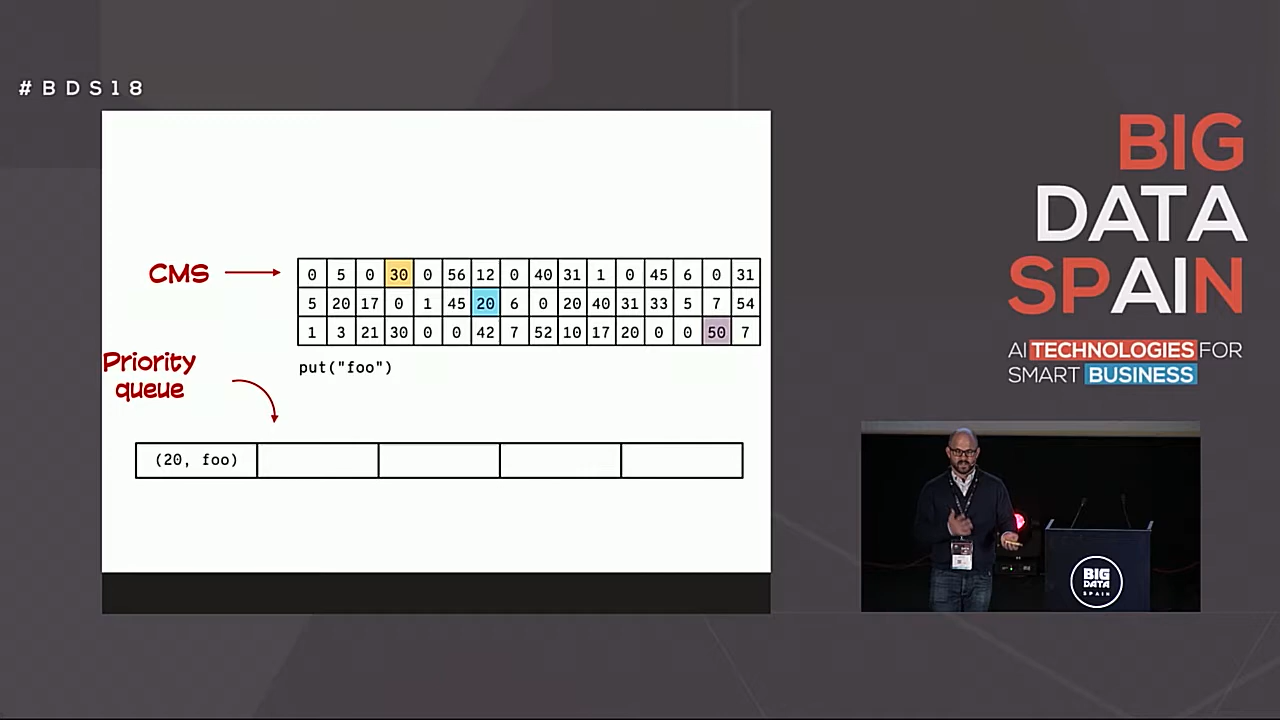 #BDS18
BIG
DATA
SPAIN
AI TECHNOLOGIES FOR
SMART BUSINESS
CMS
0 5 0 30 0 56 12 0 40 31 1 0 45 6 0 31
5 20 17 0 1 45 20 6 0 20 40 31 33 5 7 54
1 3 21 30 0 0 42 7 52 10 17 20 0 0 50 7
put("foo")
Priority
queue
(20, foo)
BIG
DATA
SPAIN